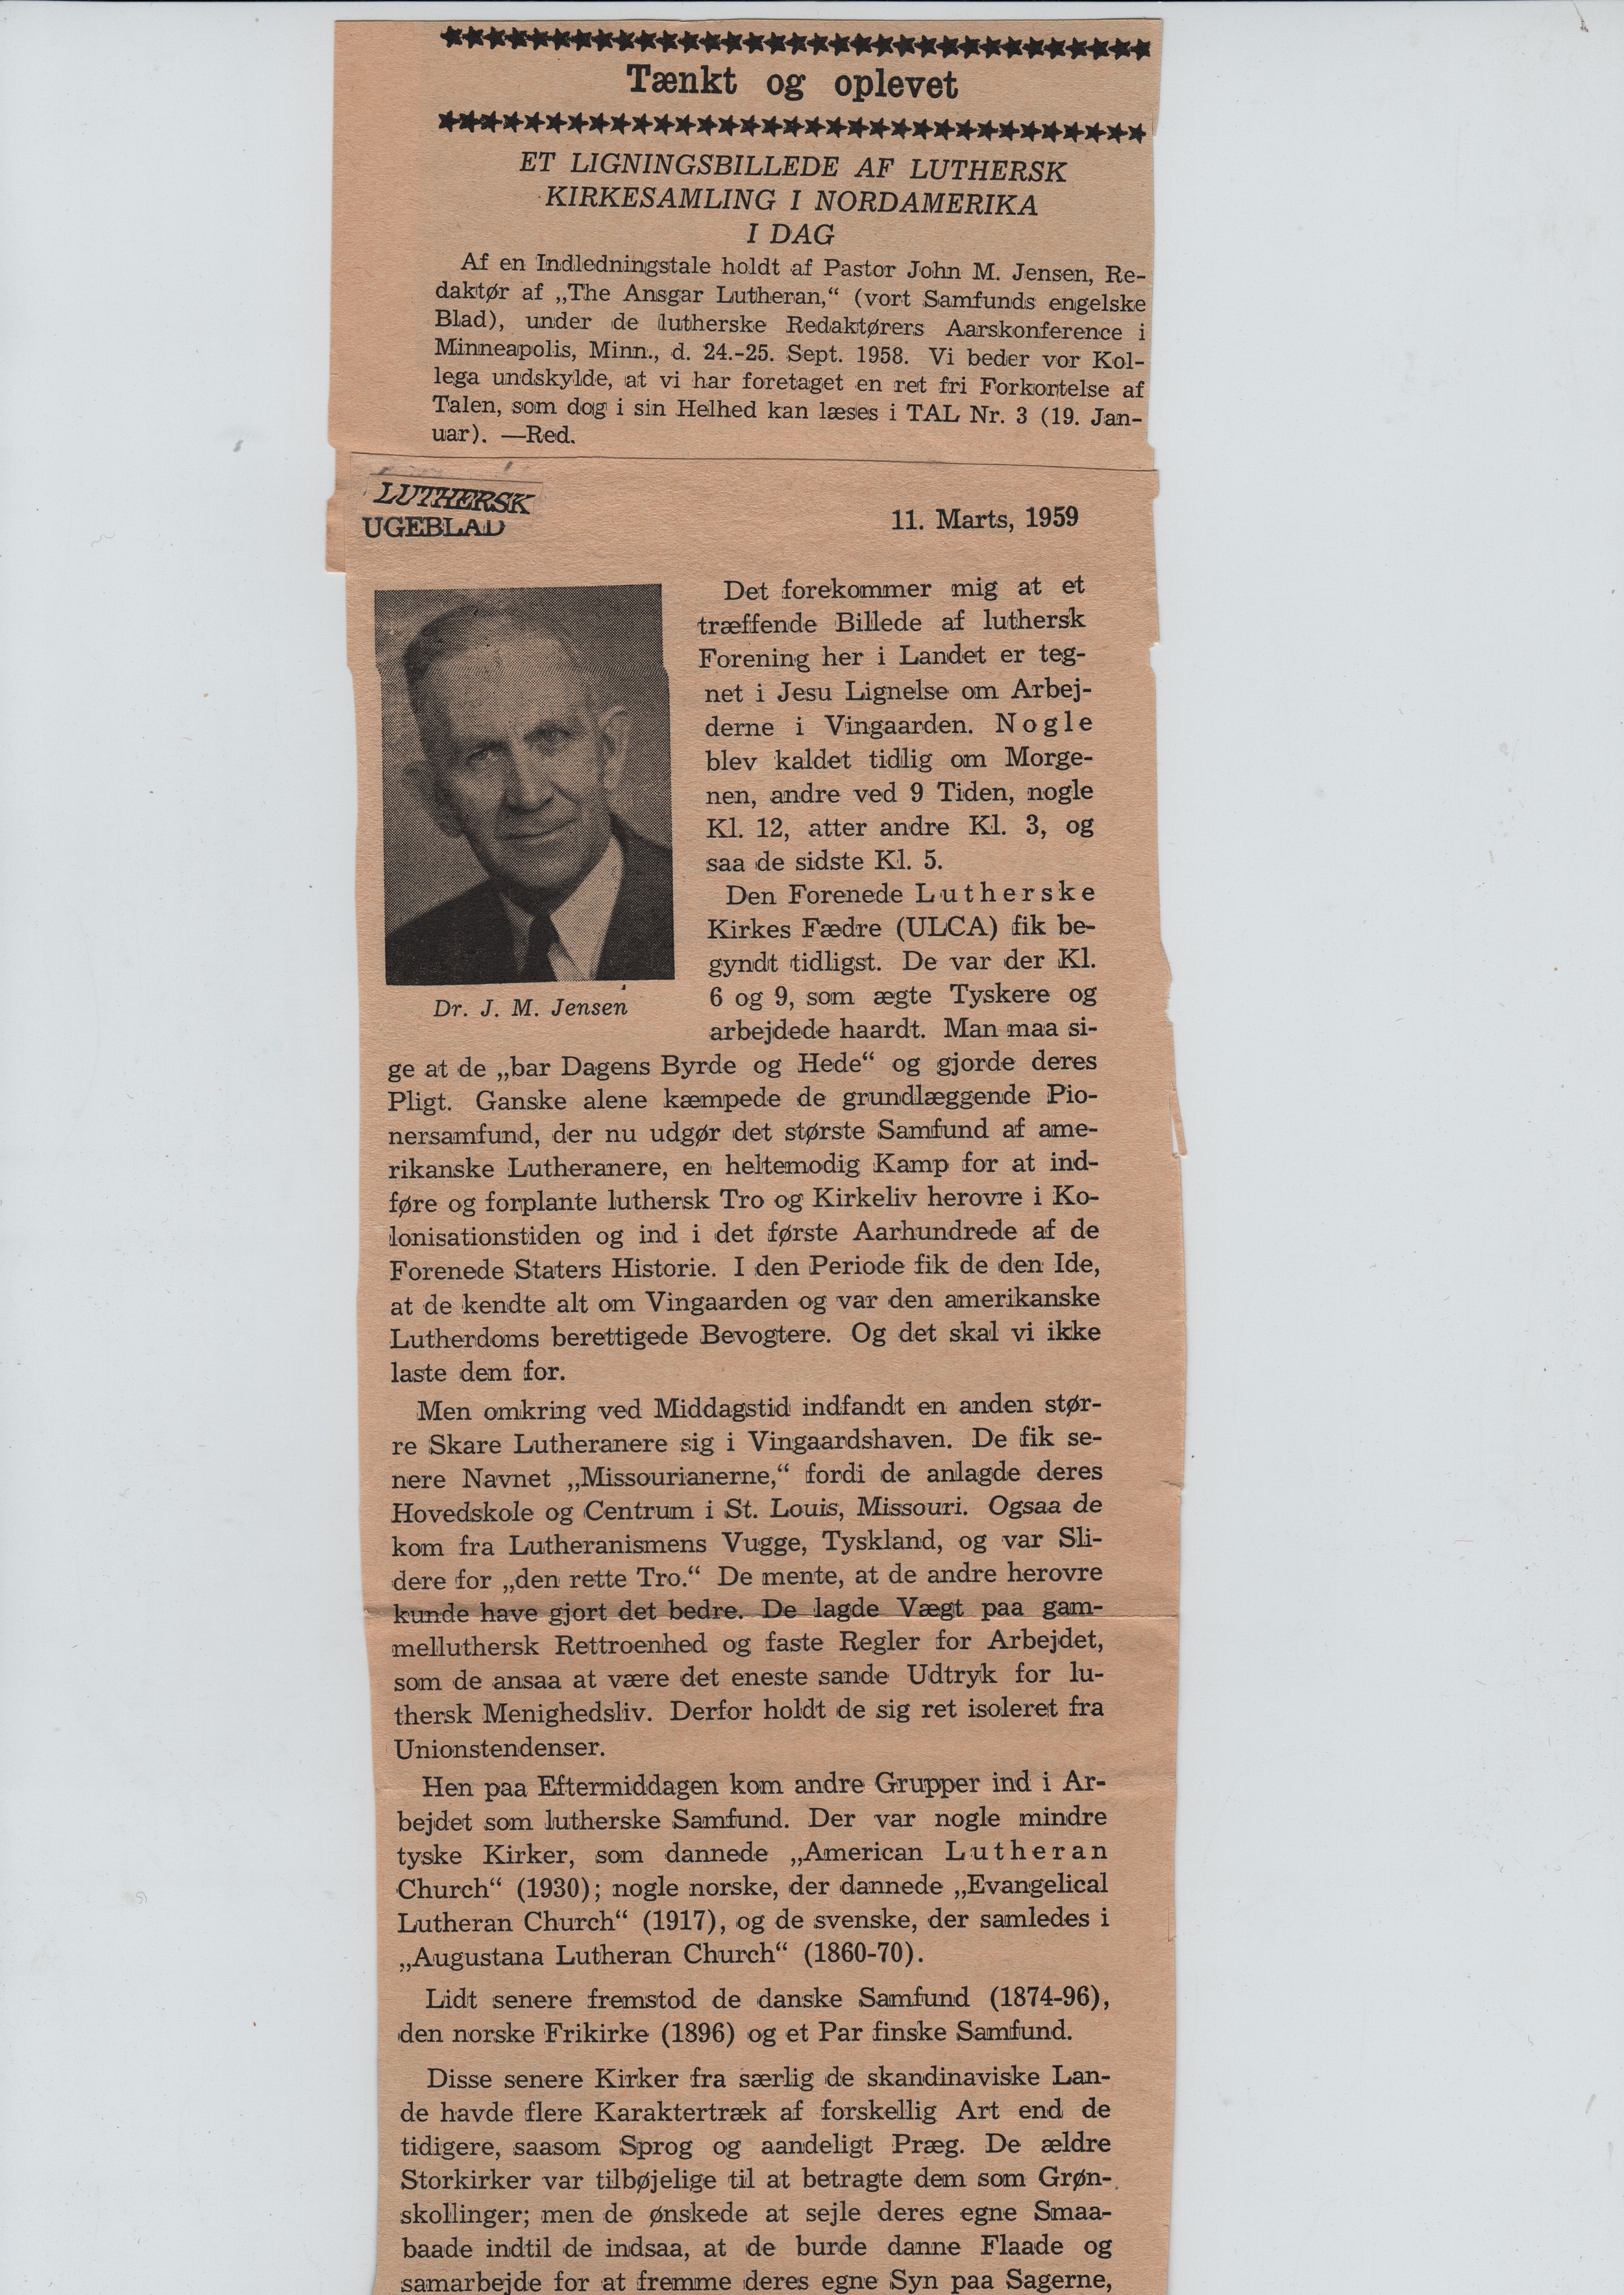 Tænkt og oplevet
ET LIGNINGSBILLEDE AF LUTHERSK
KIRKESAMLING I NORDAMERIKA
I DAG
Af en Indledningstale holdt af Pastor John M. Jensen, Re-
daktør af „The Ansgar Lutheran,“ (vort Samfunds engelske
Blad), under de lutherske Redaktørers Aarskonference i
Minneapolis, Minn., d. 24.-25. Sept. 1958. Vi beder vor Kol-
lega undskylde, at vi har foretaget en ret fri Forkortelse af
Talen, som dog i sin Helhed kan læses i TAL Nr. 3 (19. Jan-
uar). —Red.
LUTHERSK
UGEBLAD
11. Marts, 1959
Det forekommer mig at et
træffende Billede af luthersk
Forening her i Landet er teg-
net i Jesu Lignelse om Arbej-
derne i Vingaarden. Nogle
blev kaldet tidlig om Morge-
nen, andre ved 9 Tiden, nogle
Kl. 12, atter andre Kl. 3, og
saa de sidste Kl. 5.
Den Forenede Lutherske
Kirkes Fædre (ULCA) fik be-
gyndt tidligst. De var der Kl.
6 og 9, som ægte Tyskere og
arbejdede haardt. Man maa si-
Dr. J. M. Jensen
ge at de „bar Dagens Byrde og Hede“ og gjorde deres
Pligt. Ganske alene kæmpede de grundlæggende Pio-
nersamfund, der nu udgør det største Samfund af ame-
rikanske Lutheranere, en heltemodig Kamp for at ind-
føre og forplante luthersk Tro og Kirkeliv herovre i Ko-
lonisationstiden og ind i det første Aarhundrede af de
Forenede Staters Historie. I den Periode fik de den Ide,
at de kendte alt om Vingaarden og var den amerikanske
Lutherdoms berettigede Bevogtere. Og det skal vi ikke
laste dem for.
Men omkring ved Middagstid indfandt en anden stør-
re Skare Lutheranere sig i Vingaardshaven. De fik se-
nere Navnet „Missourianerne,“ fordi de anlagde deres
Hovedskole og Centrum i St. Louis, Missouri. Ogsaa de
kom fra Lutheranismens Vugge, Tyskland, og var Sli-
dere for „den rette Tro.“ De mente, at de andre herovre
kunde have gjort det bedre. De lagde Vægt paa gam-
melluthersk Rettroenhed og faste Regler for Arbejdet,
som de ansaa at være det eneste sande Udtryk for lu-
thersk Menighedsliv. Derfor holdt de sig ret isoleret fra
Unionstendenser.
Hen paa Eftermiddagen kom andre Grupper ind i Ar-
bejdet som lutherske Samfund. Der var nogle mindre
tyske Kirker, som dannede „American Lutheran
Church“ (1930); nogle norske, der dannede „Evangelical
Lutheran Church“ (1917), og de svenske, der samledes i
„Augustana Lutheran Church“ (1860-70).
Lidt senere fremstod de danske Samfund (1874-96),
den norske Frikirke (1896) og et Par finske Samfund.
Disse senere Kirker fra særlig de skandinaviske Lan-
de havde flere Karaktertræk af forskellig Art end de
tidigere, saasom Sprog og aandeligt Præg. De ældre
Storkirker var tilbøjelige til at betragte dem som Grøn-
skollinger; men de ønskede at sejle deres egne Smaa-
baade indtil de indsaa, at de burde danne Flaade og
samarbejde for at fremme deres egne Syn paa Sagerne,